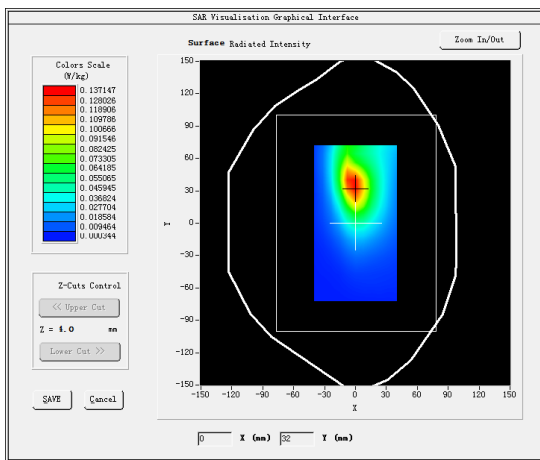 SAR Visualisation Graphical Interface
Surface Radiated Intensity
Zoom In/Out
Colors Scale
(W/kg)
0.137147
0.128026
0.118906
0.109786
0.100666
0.091546
0.082425
0.073305
0.064185
0.055065
0.045945
0.036824
0.027704
0.018584
0.009464
0.000344
Z-Cuts Control
<< Upper Cut
Z = 4.0 mm
Lower Cut >>
SAVE
Cancel
150
120
90
60
30
0
-30
-60
-90
-120
-150
Y
-150 -120 -90 -60 -30 0 30 60 90 120 150
X
0 X (mm) 32 Y (mm)